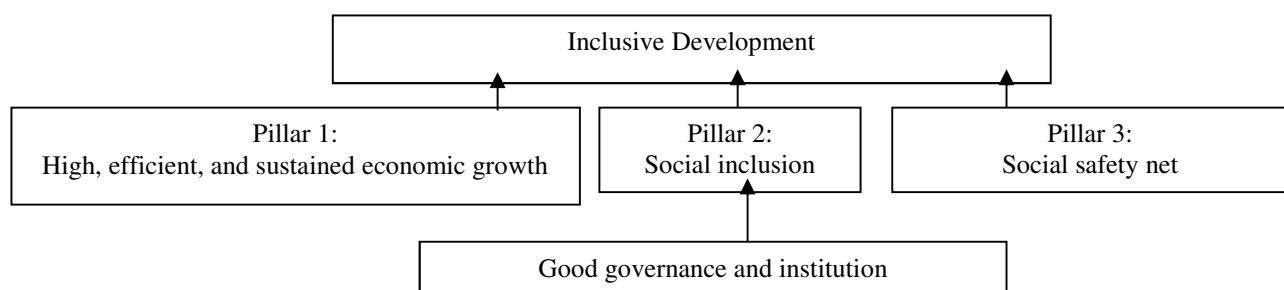 Inclusive Development
Pillar 1:
High, efficient, and sustained economic growth
Pillar 2:
Social inclusion
Pillar 3:
Social safety net
Good governance and institution